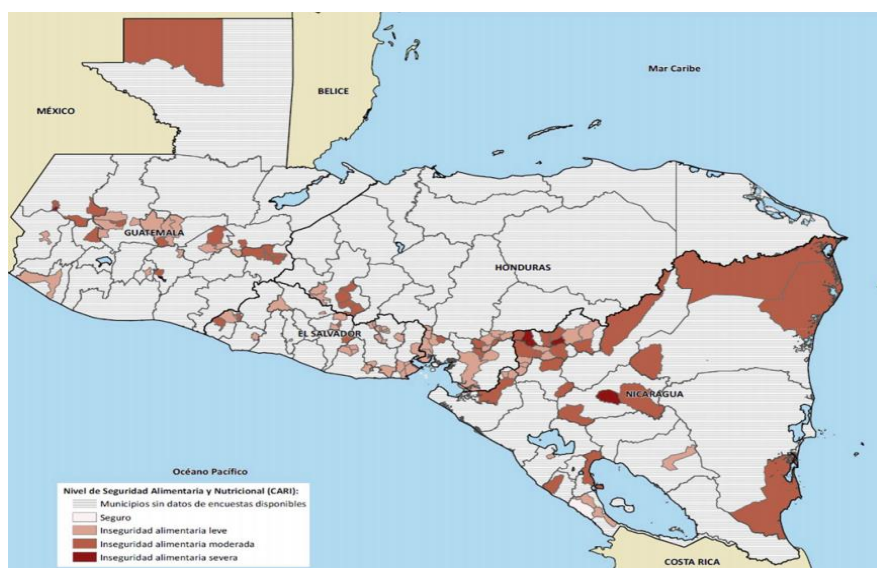 Mar Caribe
BELICE
MÉXICO
GUATEMALA
HONDURAS
EL SALVADOR
NICARAGUA
Océano Pacífico
Nivel de Seguridad Alimentaria y Nutricional (CARI):
Municipios sin datos de encuestas disponibles
Seguro
Inseguridad alimentaria leve
Inseguridad alimentaria moderada
Inseguridad alimentaria severa
COSTA RICA